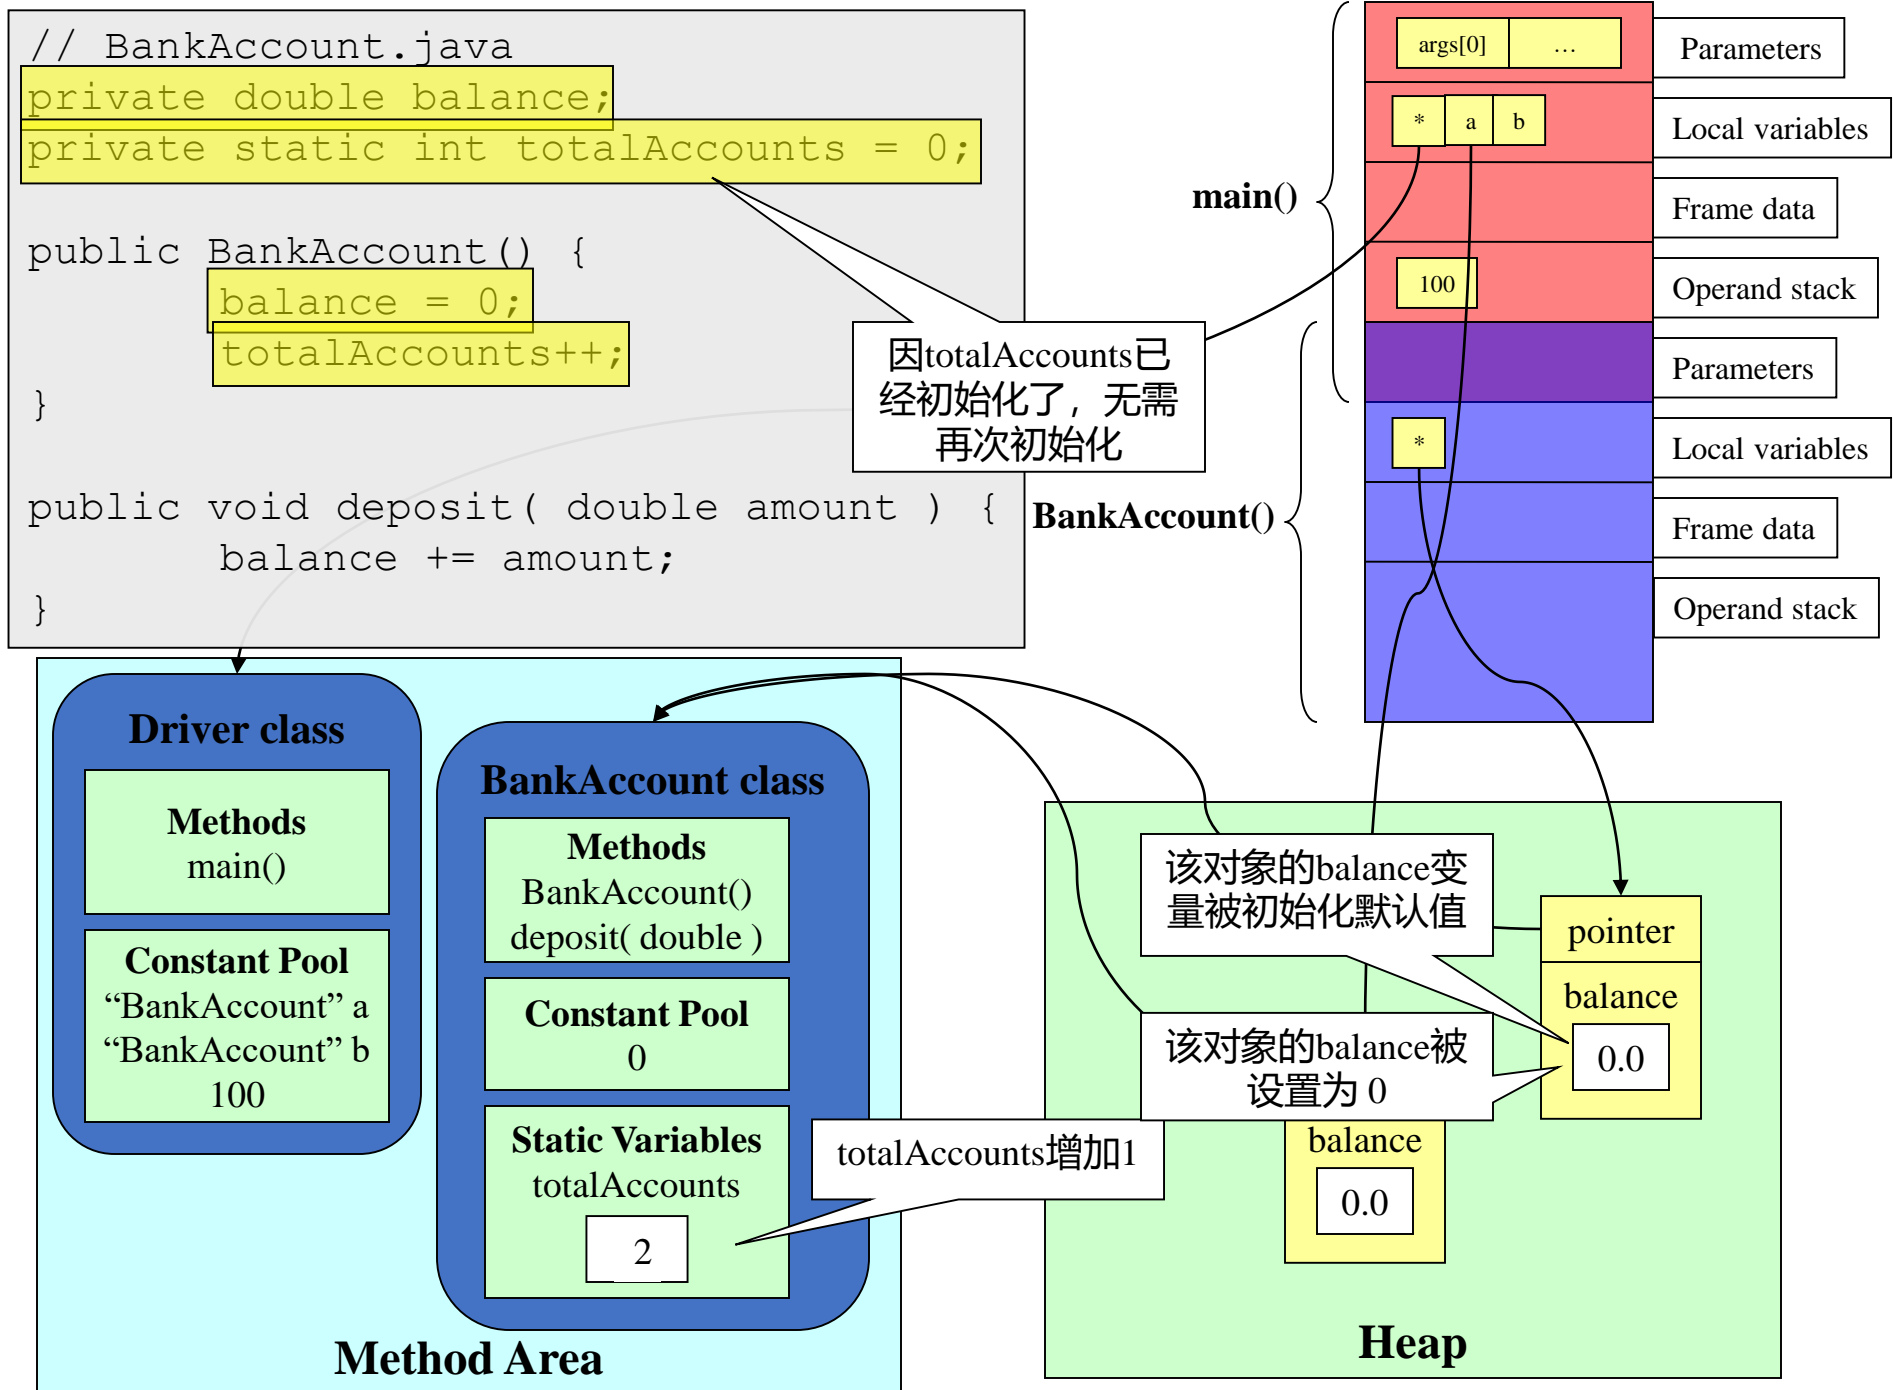 // BankAccount.java
private double balance;
private static int totalAccounts = 0;
public BankAccount() {
balance = 0;
totalAccounts++;
}
public void deposit( double amount ) {
balance += amount;
}
因totalAccounts已
经初始化了，无需
再次初始化
main()
BankAccount()
args[0]
…
Parameters
*
a
b
Local variables
Frame data
100
Operand stack
Parameters
*
Local variables
Frame data
Operand stack
Driver class
Methods
main()
Constant Pool
“BankAccount” a
“BankAccount” b
100
BankAccount class
Methods
BankAccount()
deposit( double )
Constant Pool
0
Static Variables
totalAccounts
2
Method Area
totalAccounts增加1
该对象的balance变
量被初始化默认值
该对象的balance被
设置为 0
pointer
balance
0.0
balance
0.0
Heap